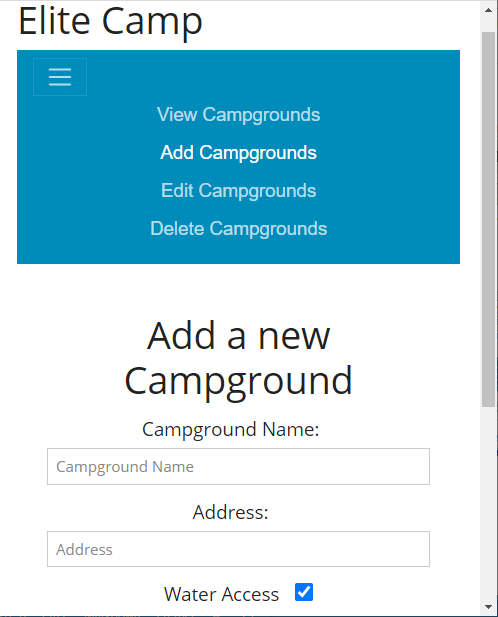 Elite Camp
View Campgrounds
Add Campgrounds
Edit Campgrounds
Delete Campgrounds
Add a new
Campground
Campground Name:
Campground Name
Address:
Address
Water Access